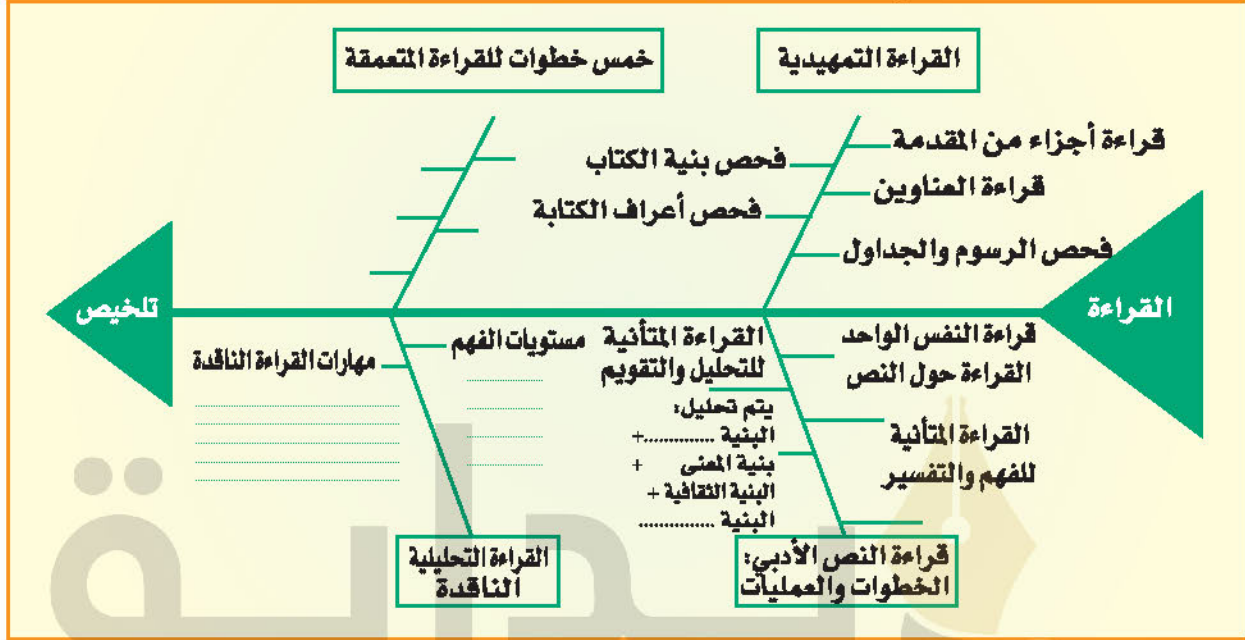 القراءة التمهيدية
خمس خطوات للقراءة المتعمقة
قراءة أجزاء من المقدمة
فحص بنية الكتاب
قراءة العناوين
فحص أعراف الكتابة
فحص الرسوم والجداول
القراءة
تلخيص
قراءة النفس الواحد
القراءة حول النص
القراءة المتأنية
للفهم والتفسير
القراءة المتأنية
للتحليل والتقويم
يتم تحليل:
البنية ..............+
بنية المعنى +
البنية الثقافية +
البنية ................
قراءة النص الأدبي:
الخطوات والعمليات
مستويات الفهم
مهارات القراءة الناقدة
القراءة التحليلية
الناقدة
بداية